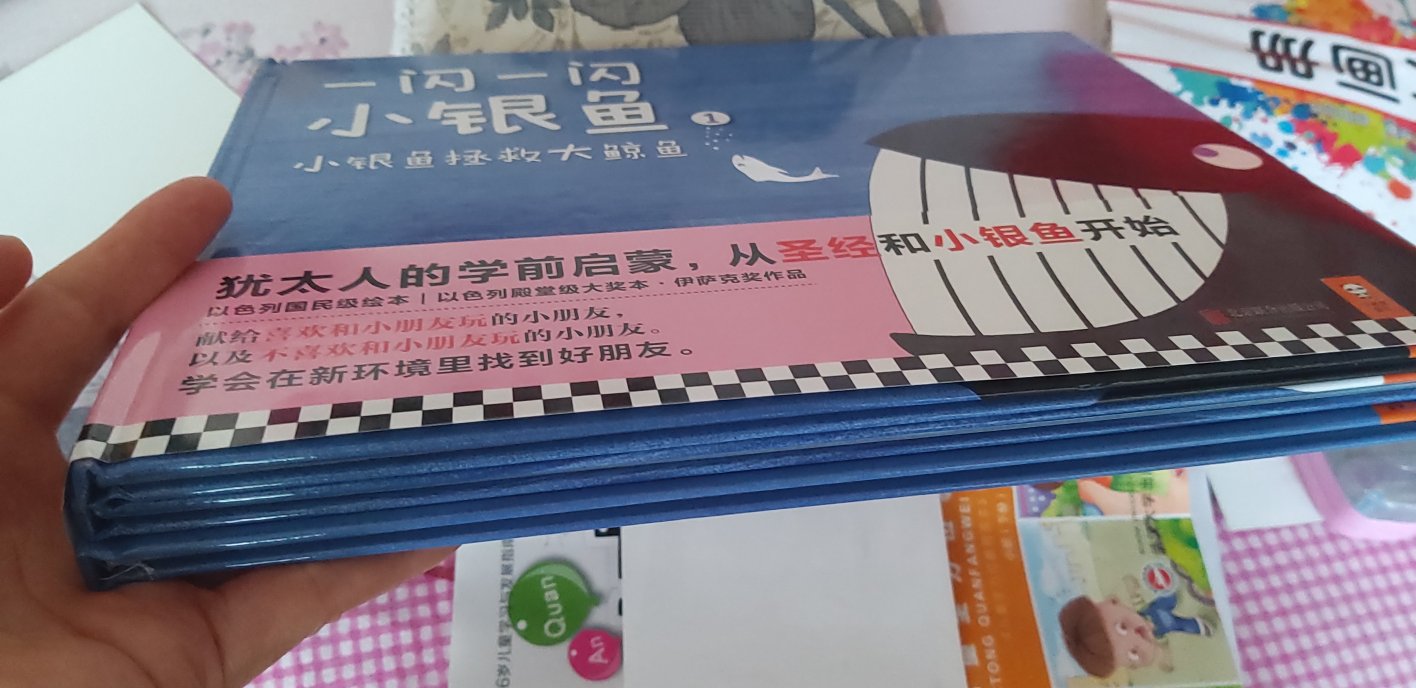 一闪一闪
小银鱼 1
小银鱼拯救大鲸鱼
犹太人的学前启蒙，从圣经和小银鱼开始
以色列国民级绘本 | 以色列殿堂级大奖本·伊萨克奖作品
献给喜欢和小朋友玩的小朋友，
以及不喜欢和小朋友玩的小朋友。
学会在新环境里找到好朋友。
画册
Quan
An
TONG QUANFANGWEI